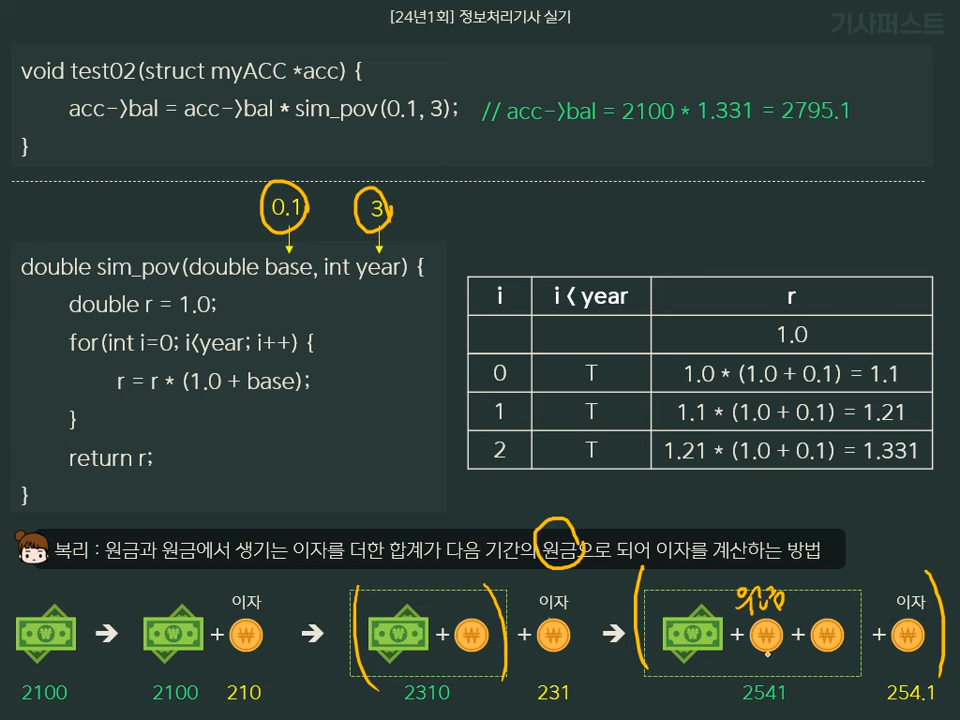 [24년1회] 정보처리기사 실기
기사퍼스트
void test02(struct myACC *acc) {
acc->bal = acc->bal * sim_pov(0.1, 3); // acc->bal = 2100 * 1.331 = 2795.1
}
0.1 3
double sim_pov(double base, int year) {
double r = 1.0;
for(int i=0; i<year; i++) {
r = r * (1.0 + base);
}
return r;
}
i i < year r
1.0
0 T 1.0 * (1.0 + 0.1) = 1.1
1 T 1.1 * (1.0 + 0.1) = 1.21
2 T 1.21 * (1.0 + 0.1) = 1.331
복리 : 원금과 원금에서 생기는 이자를 더한 합계가 다음 기간의 원금으로 되어 이자를 계산하는 방법
이자 이자 원금 이자
➔ + ➔ + + ➔ + + +
2100 2100 210 2310 231 2541 254.1